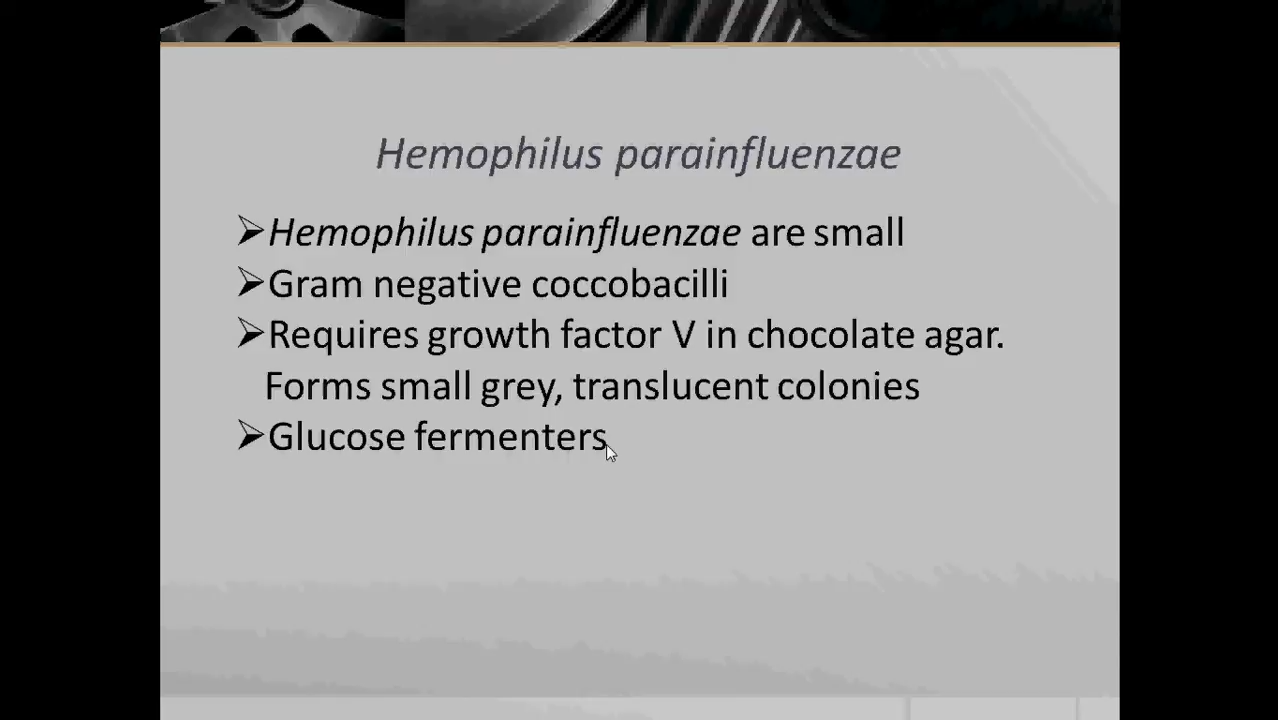 Hemophilus parainfluenzae
➢Hemophilus parainfluenzae are small
➢Gram negative coccobacilli
➢Requires growth factor V in chocolate agar.
Forms small grey, translucent colonies
➢Glucose fermenters